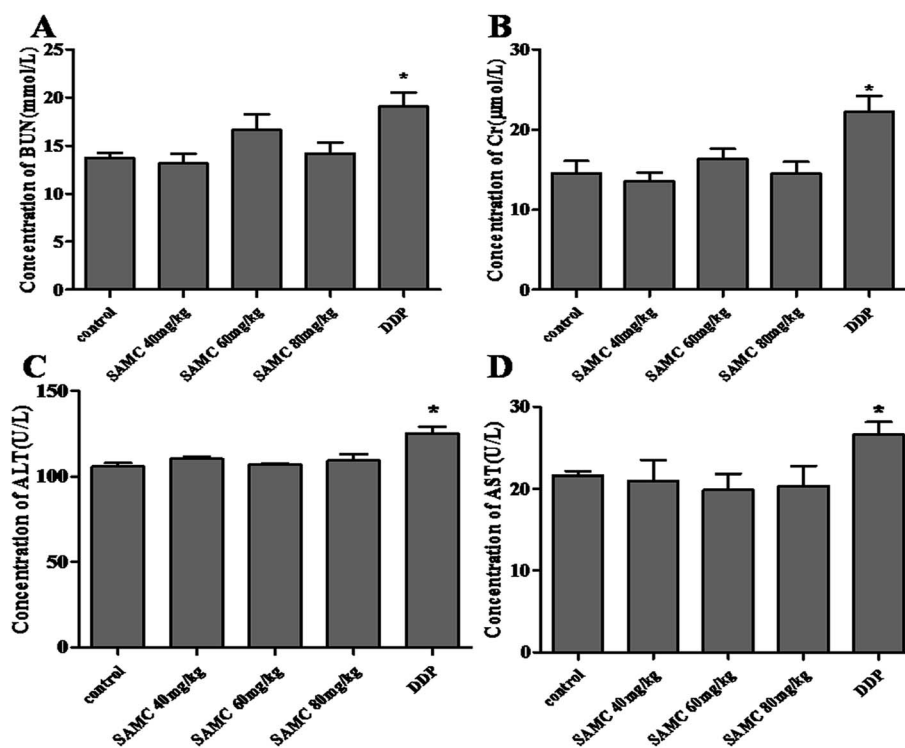 A
Concentration of BUN(mmol/L)
25
20
15
10
5
0
*
control
SAMC 40mg/kg
SAMC 60mg/kg
SAMC 80mg/kg
DDP
B
Concentration of Cr(μmol/L)
30
20
10
0
*
control
SAMC 40mg/kg
SAMC 60mg/kg
SAMC 80mg/kg
DDP
C
Concentration of ALT(U/L)
150
100
50
0
*
control
SAMC 40mg/kg
SAMC 60mg/kg
SAMC 80mg/kg
DDP
D
Concentration of AST(U/L)
30
20
10
0
*
control
SAMC 40mg/kg
SAMC 60mg/kg
SAMC 80mg/kg
DDP